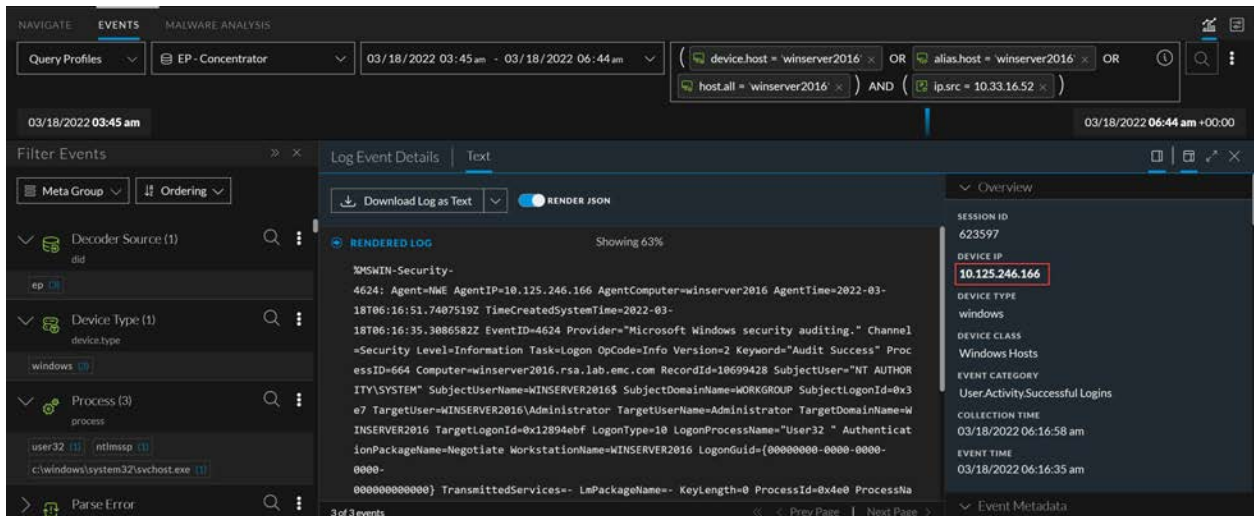 NAVIGATE EVENTS MALWARE ANALYSIS
Query Profiles EP - Concentrator 03/18/2022 03:45 am - 03/18/2022 06:44 am ( device.host = 'winserver2016' × OR alias.host = 'winserver2016' × OR
host.all = 'winserver2016' × ) AND ( ip.src = 10.33.16.52 × )
03/18/2022 03:45 am 03/18/2022 06:44 am +00:00
Filter Events
Meta Group Ordering
Decoder Source (1)
did
ep (3)
Device Type (1)
device.type
windows (3)
Process (3)
process
user32 (1) ntlmssp (1)
c:\windows\system32\svchost.exe (1)
Parse Error
Log Event Details Text
Download Log as Text RENDER JSON
RENDERED LOG Showing 63%
%MSWIN-Security-
4624: Agent=NWE AgentIP=10.125.246.166 AgentComputer=winserver2016 AgentTime=2022-03-
18T06:16:51.7407519Z TimeCreatedSystemTime=2022-03-
18T06:16:35.3086582Z EventID=4624 Provider="Microsoft Windows security auditing." Channel
=Security Level=Information Task=Logon OpCode=Info Version=2 Keyword="Audit Success" Proc
essID=664 Computer=winserver2016.rsa.lab.emc.com RecordId=10699428 SubjectUser="NT AUTHOR
ITY\SYSTEM" SubjectUserName=WINSERVER2016$ SubjectDomainName=WORKGROUP SubjectLogonId=0x3
e7 TargetUser=WINSERVER2016\Administrator TargetUserName=Administrator TargetDomainName=W
INSERVER2016 TargetLogonId=0x12894ebf LogonType=10 LogonProcessName="User32 " Authenticat
ionPackageName=Negotiate WorkstationName=WINSERVER2016 LogonGuid={00000000-0000-0000-
0000-
000000000000} TransmittedServices=- LmPackageName=- KeyLength=0 ProcessId=0x4e0 ProcessNa
3 of 3 events « < Prev Page | Next Page >
Overview
SESSION ID
623597
DEVICE IP
10.125.246.166
DEVICE TYPE
windows
DEVICE CLASS
Windows Hosts
EVENT CATEGORY
User.Activity.Successful Logins
COLLECTION TIME
03/18/2022 06:16:58 am
EVENT TIME
03/18/2022 06:16:35 am
Event Metadata